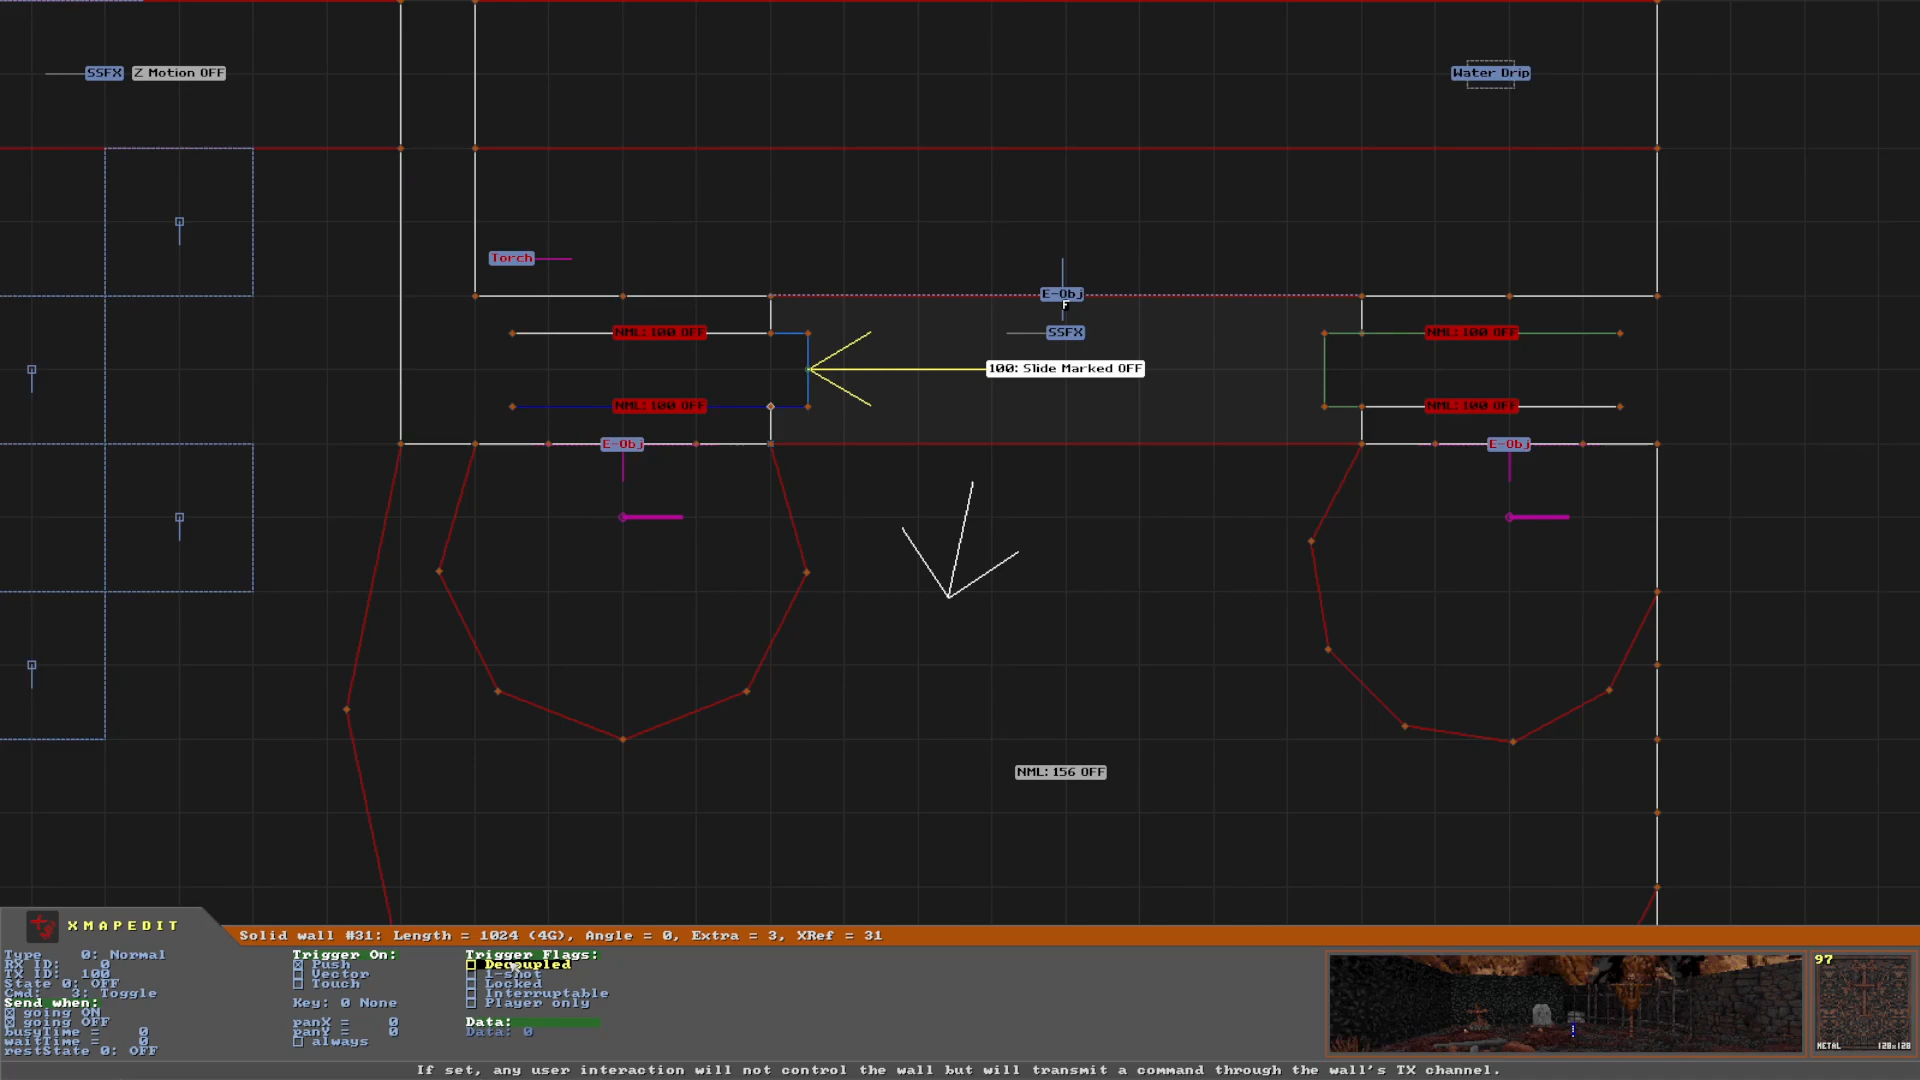 SSFX Z Motion OFF
Water Drip
Torch
E-Obj
NML: 100 OFF
SSFX
NML: 100 OFF
100: Slide Marked OFF
NML: 100 OFF
NML: 100 OFF
E-Obj
E-Obj
NML: 156 OFF
XMAPEDIT
Solid wall #31: Length = 1024 (4G), Angle = 0, Extra = 3, XRef = 31
Type 0: Normal
RX ID: 0
TX ID: 100
State 0: OFF
Cmd: 3: Toggle
Send when:
going ON
going OFF
busyTime = 0
waitTime = 0
restState 0: OFF
Trigger On:
Push
Vector
Touch
Key: 0 None
panX = 0
panY = 0
always
Trigger Flags:
Decoupled
1-shot
Locked
Interruptable
Player only
Data:
Data: 0
97
METAL 128x128
If set, any user interaction will not control the wall but will transmit a command through the wall's TX channel.